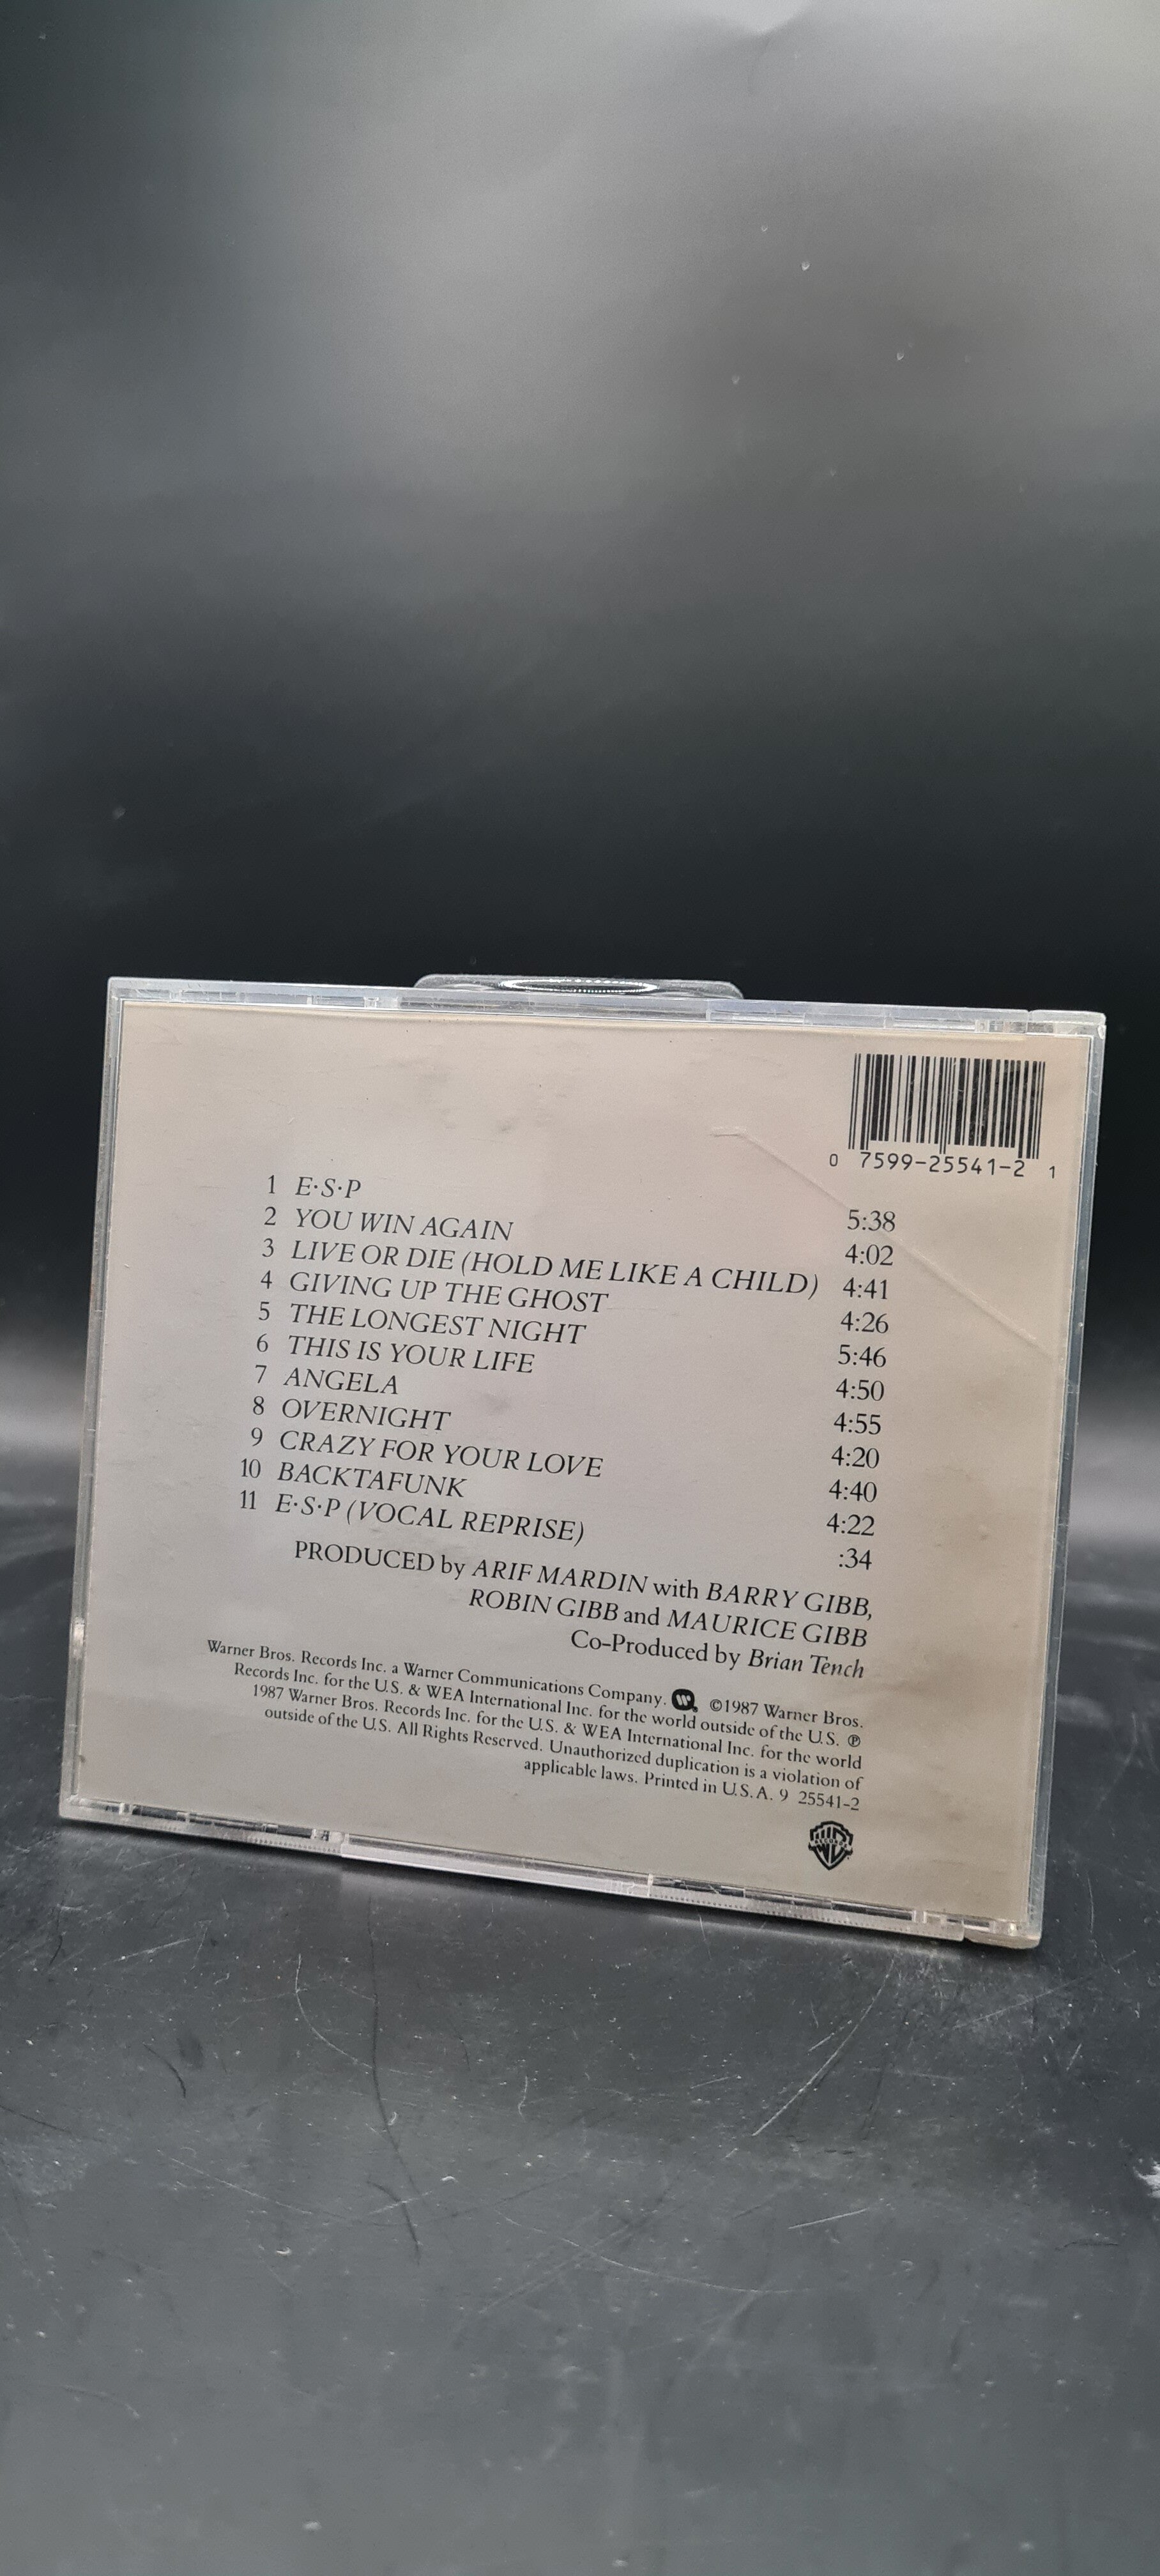 0 7599-25541-2 1
1 E·S·P 5:38
2 YOU WIN AGAIN 4:02
3 LIVE OR DIE (HOLD ME LIKE A CHILD) 4:41
4 GIVING UP THE GHOST 4:26
5 THE LONGEST NIGHT 5:46
6 THIS IS YOUR LIFE 4:50
7 ANGELA 4:55
8 OVERNIGHT 4:20
9 CRAZY FOR YOUR LOVE 4:40
10 BACKTAFUNK 4:22
11 E·S·P (VOCAL REPRISE) :34
PRODUCED by ARIF MARDIN with BARRY GIBB,
ROBIN GIBB and MAURICE GIBB
Co-Produced by Brian Tench
Warner Bros. Records Inc. a Warner Communications Company. ©1987 Warner Bros.
Records Inc. for the U.S. & WEA International Inc. for the world outside of the U.S. ℗
1987 Warner Bros. Records Inc. for the U.S. & WEA International Inc. for the world
outside of the U.S. All Rights Reserved. Unauthorized duplication is a violation of
applicable laws. Printed in U.S.A. 9 25541-2